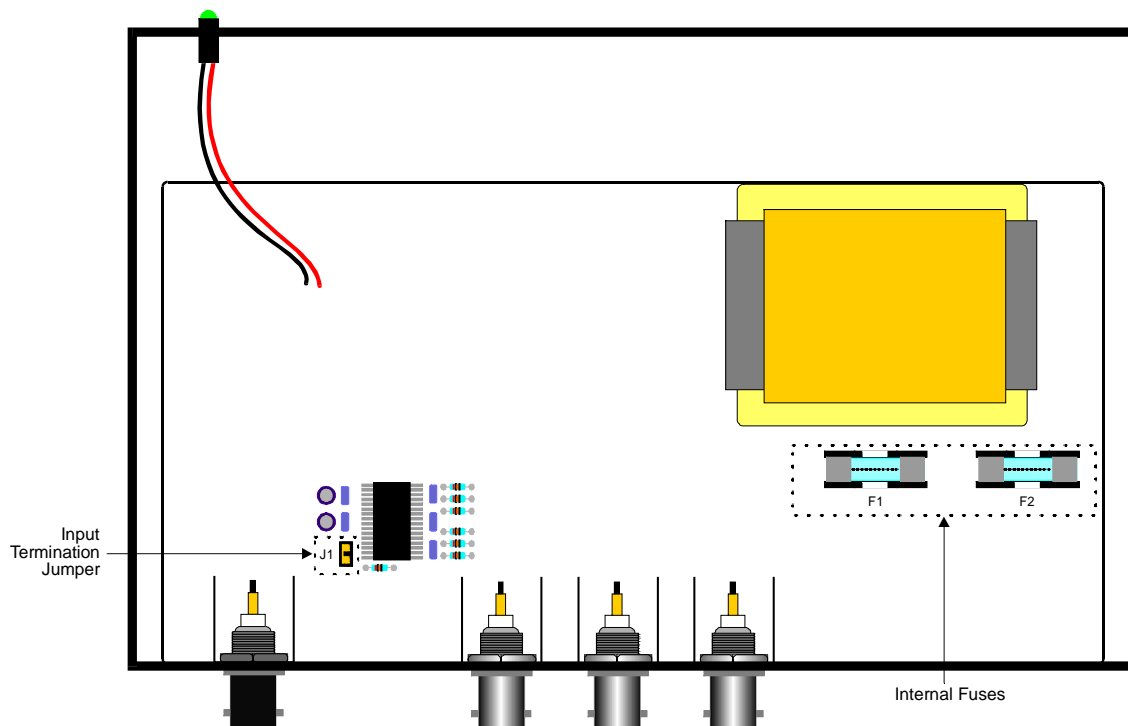 F1
F2
Input
Termination
Jumper
J1
Internal Fuses